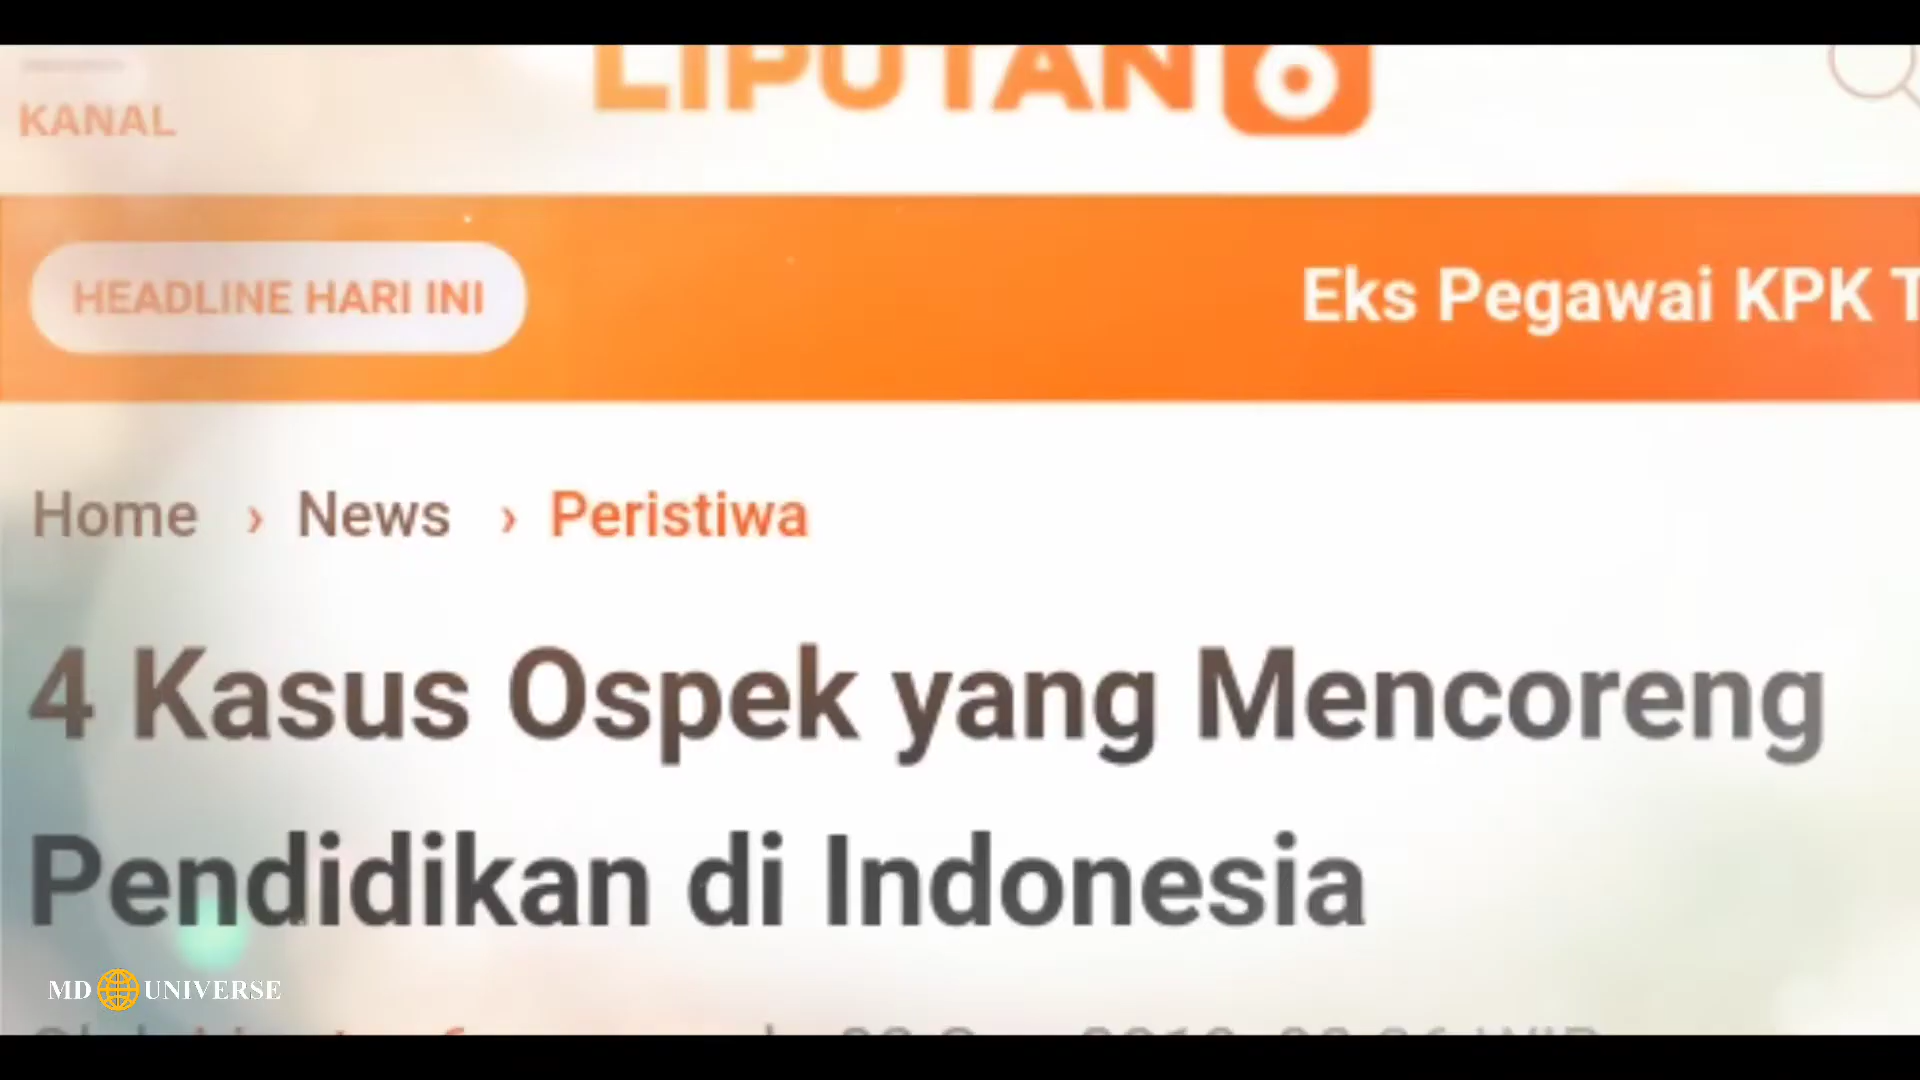 LIPUTAN 6
KANAL
HEADLINE HARI INI
Eks Pegawai KPK T
Home › News › Peristiwa
4 Kasus Ospek yang Mencoreng
Pendidikan di Indonesia
MD UNIVERSE